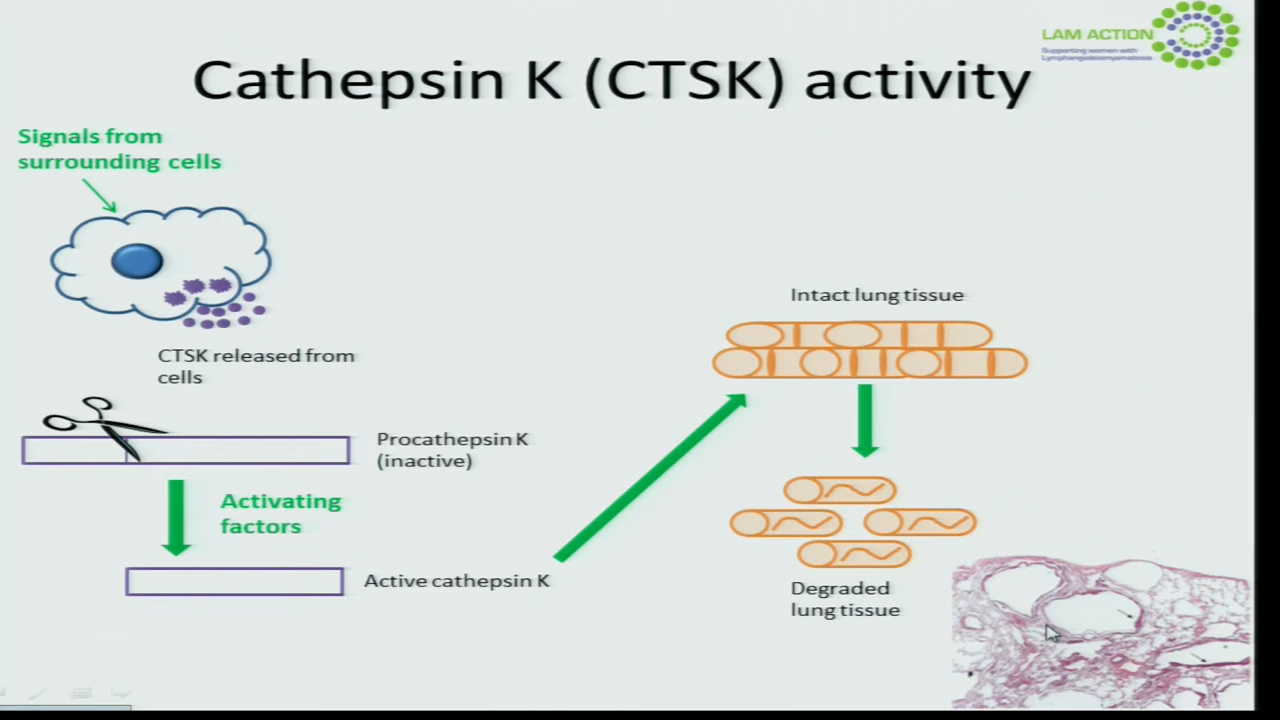 LAM ACTION
Supporting women with
Lymphangioleiomyomatosis
Cathepsin K (CTSK) activity
Signals from
surrounding cells
CTSK released from
cells
Procathepsin K
(inactive)
Activating
factors
Active cathepsin K
Intact lung tissue
Degraded
lung tissue